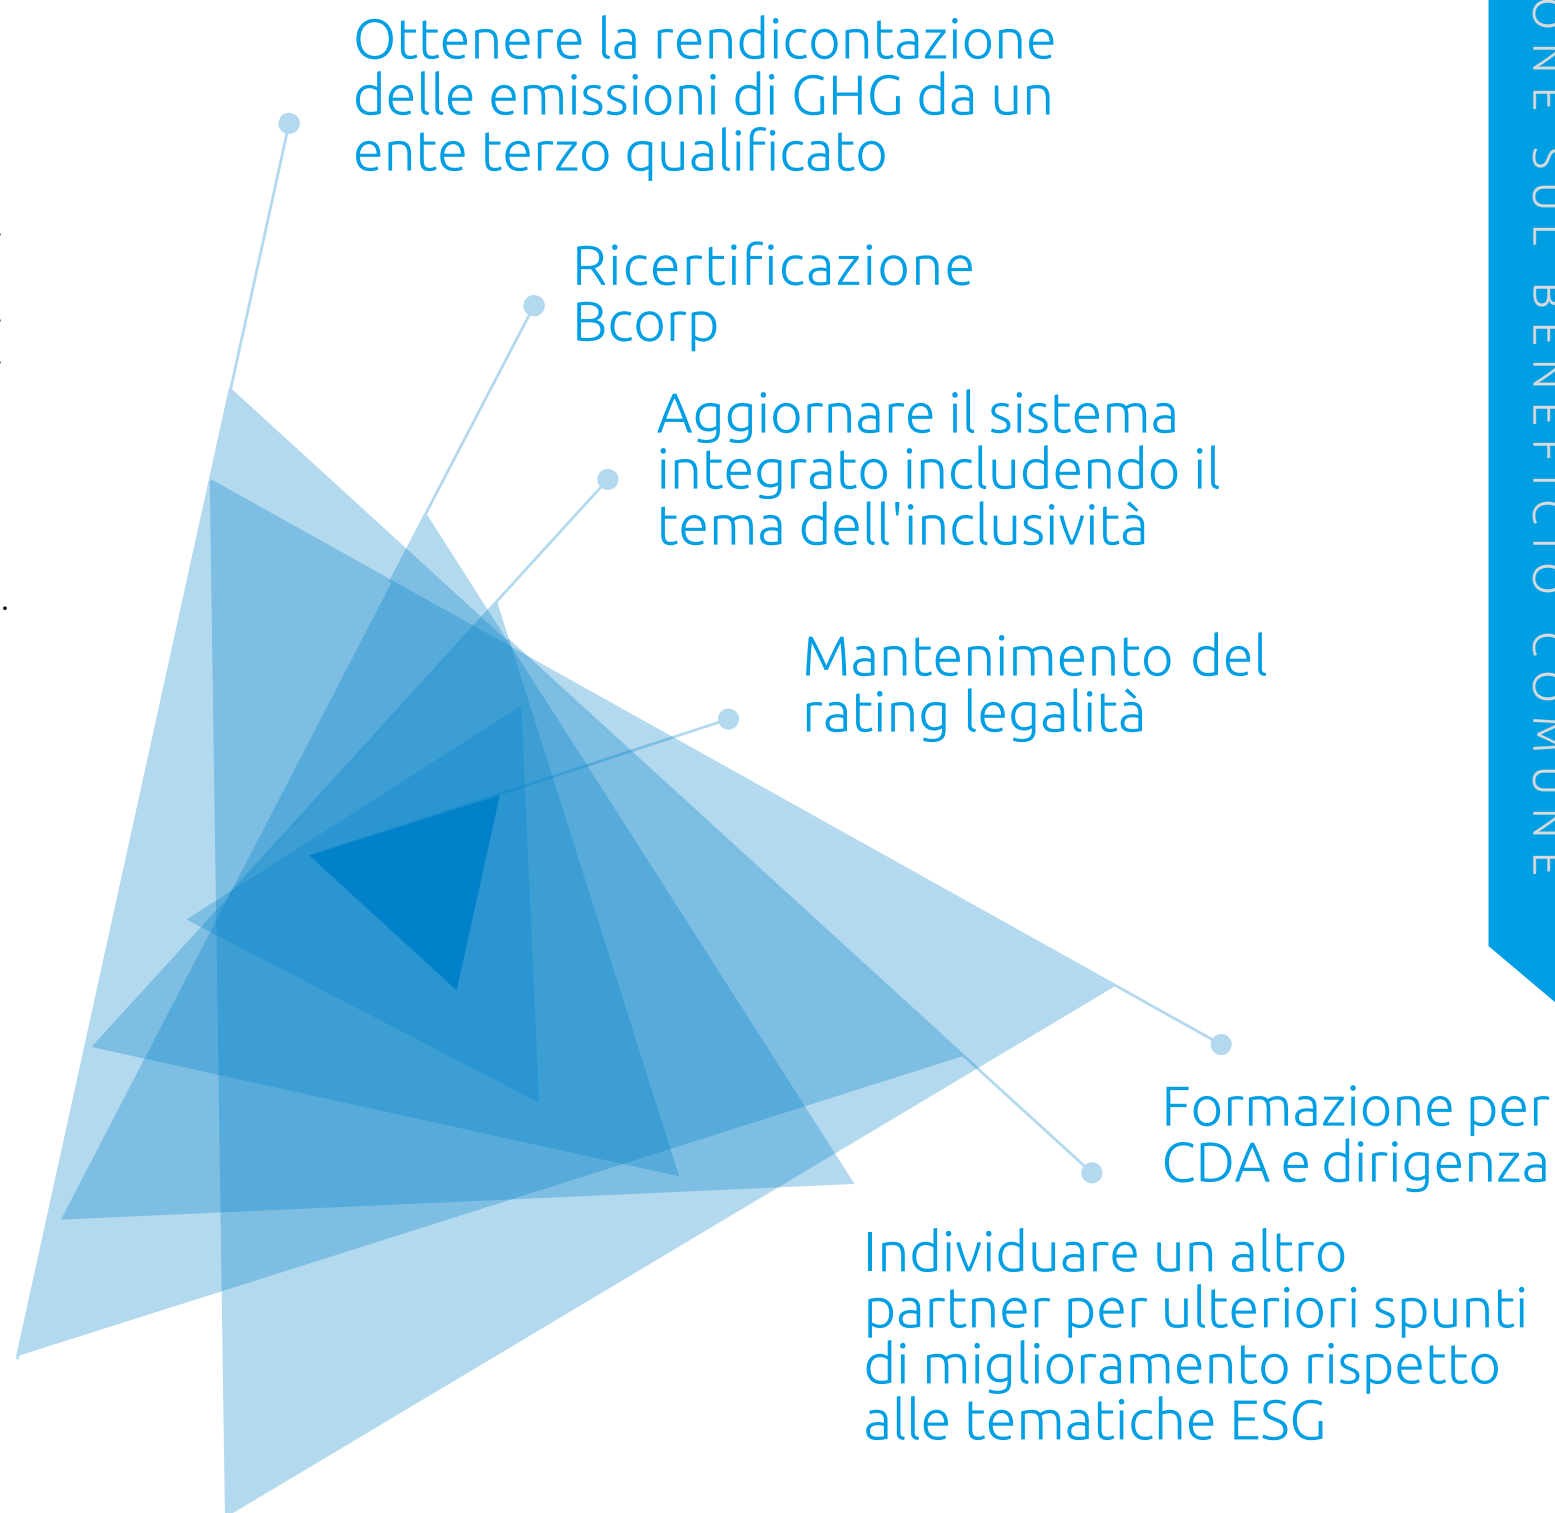 Ottenere la rendicontazione
delle emissioni di GHG da un
ente terzo qualificato
Ricertificazione
Bcorp
Aggiornare il sistema
integrato includendo il
tema dell'inclusività
Mantenimento del
rating legalità
Formazione per
CDA e dirigenza
Individuare un altro
partner per ulteriori spunti
di miglioramento rispetto
alle tematiche ESG
ONE SUL BENEFICIO COMUNE